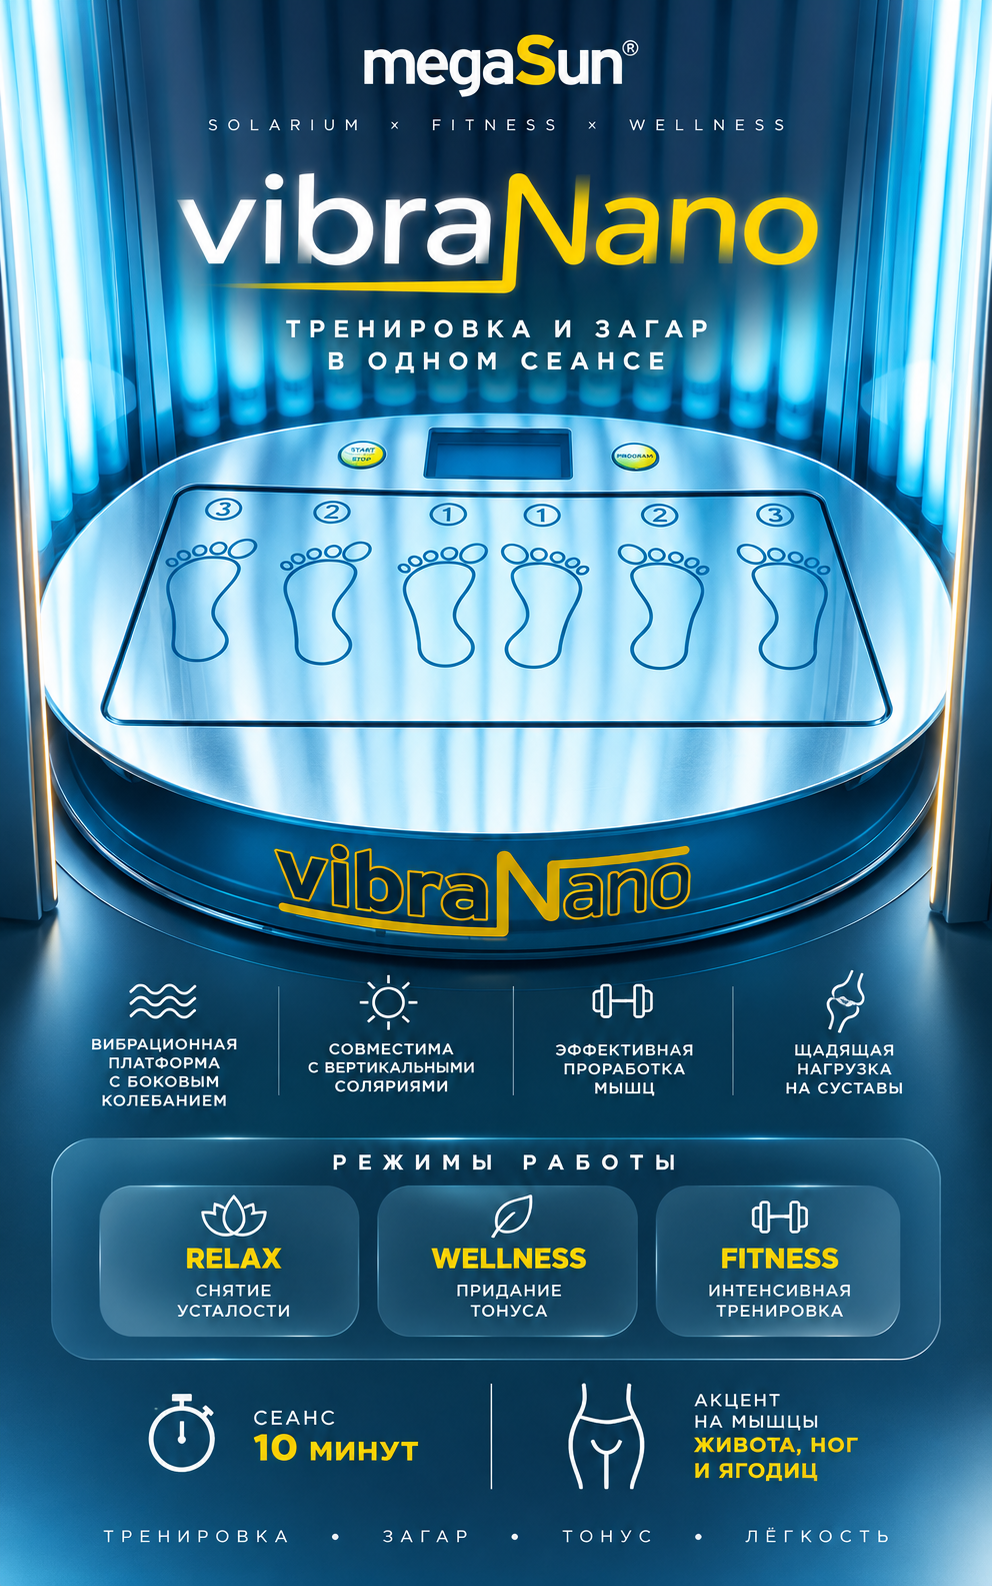 megaSun®
SOLARIUM × FITNESS × WELLNESS
vibraNano
ТРЕНИРОВКА И ЗАГАР
В ОДНОМ СЕАНСЕ
START STOP
PROGRAM
3 2 1 1 2 3
vibraNano
ВИБРАЦИОННАЯ
ПЛАТФОРМА
С БОКОВЫМ
КОЛЕБАНИЕМ
СОВМЕСТИМА
С ВЕРТИКАЛЬНЫМИ
СОЛЯРИЯМИ
ЭФФЕКТИВНАЯ
ПРОРАБОТКА
МЫШЦ
ЩАДЯЩАЯ
НАГРУЗКА
НА СУСТАВЫ
РЕЖИМЫ РАБОТЫ
RELAX
СНЯТИЕ
УСТАЛОСТИ
WELLNESS
ПРИДАНИЕ
ТОНУСА
FITNESS
ИНТЕНСИВНАЯ
ТРЕНИРОВКА
СЕАНС
10 МИНУТ
АКЦЕНТ
НА МЫШЦЫ
ЖИВОТА, НОГ
И ЯГОДИЦ
ТРЕНИРОВКА • ЗАГАР • ТОНУС • ЛЁГКОСТЬ